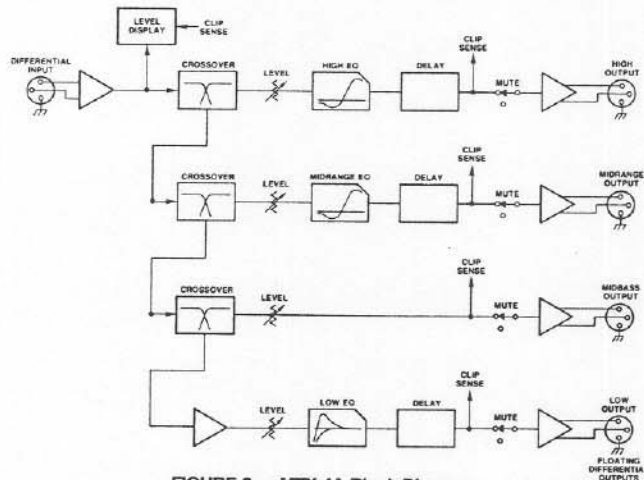 LEVEL DISPLAY
CLIP SENSE
DIFFERENTIAL INPUT
CROSSOVER
LEVEL
HIGH EQ
DELAY
CLIP SENSE
MUTE
HIGH OUTPUT
CROSSOVER
LEVEL
MIDRANGE EQ
DELAY
CLIP SENSE
MUTE
MIDRANGE OUTPUT
CROSSOVER
LEVEL
CLIP SENSE
MUTE
MIDBASS OUTPUT
LEVEL
LOW EQ
DELAY
CLIP SENSE
MUTE
LOW OUTPUT
FLOATING DIFFERENTIAL OUTPUTS